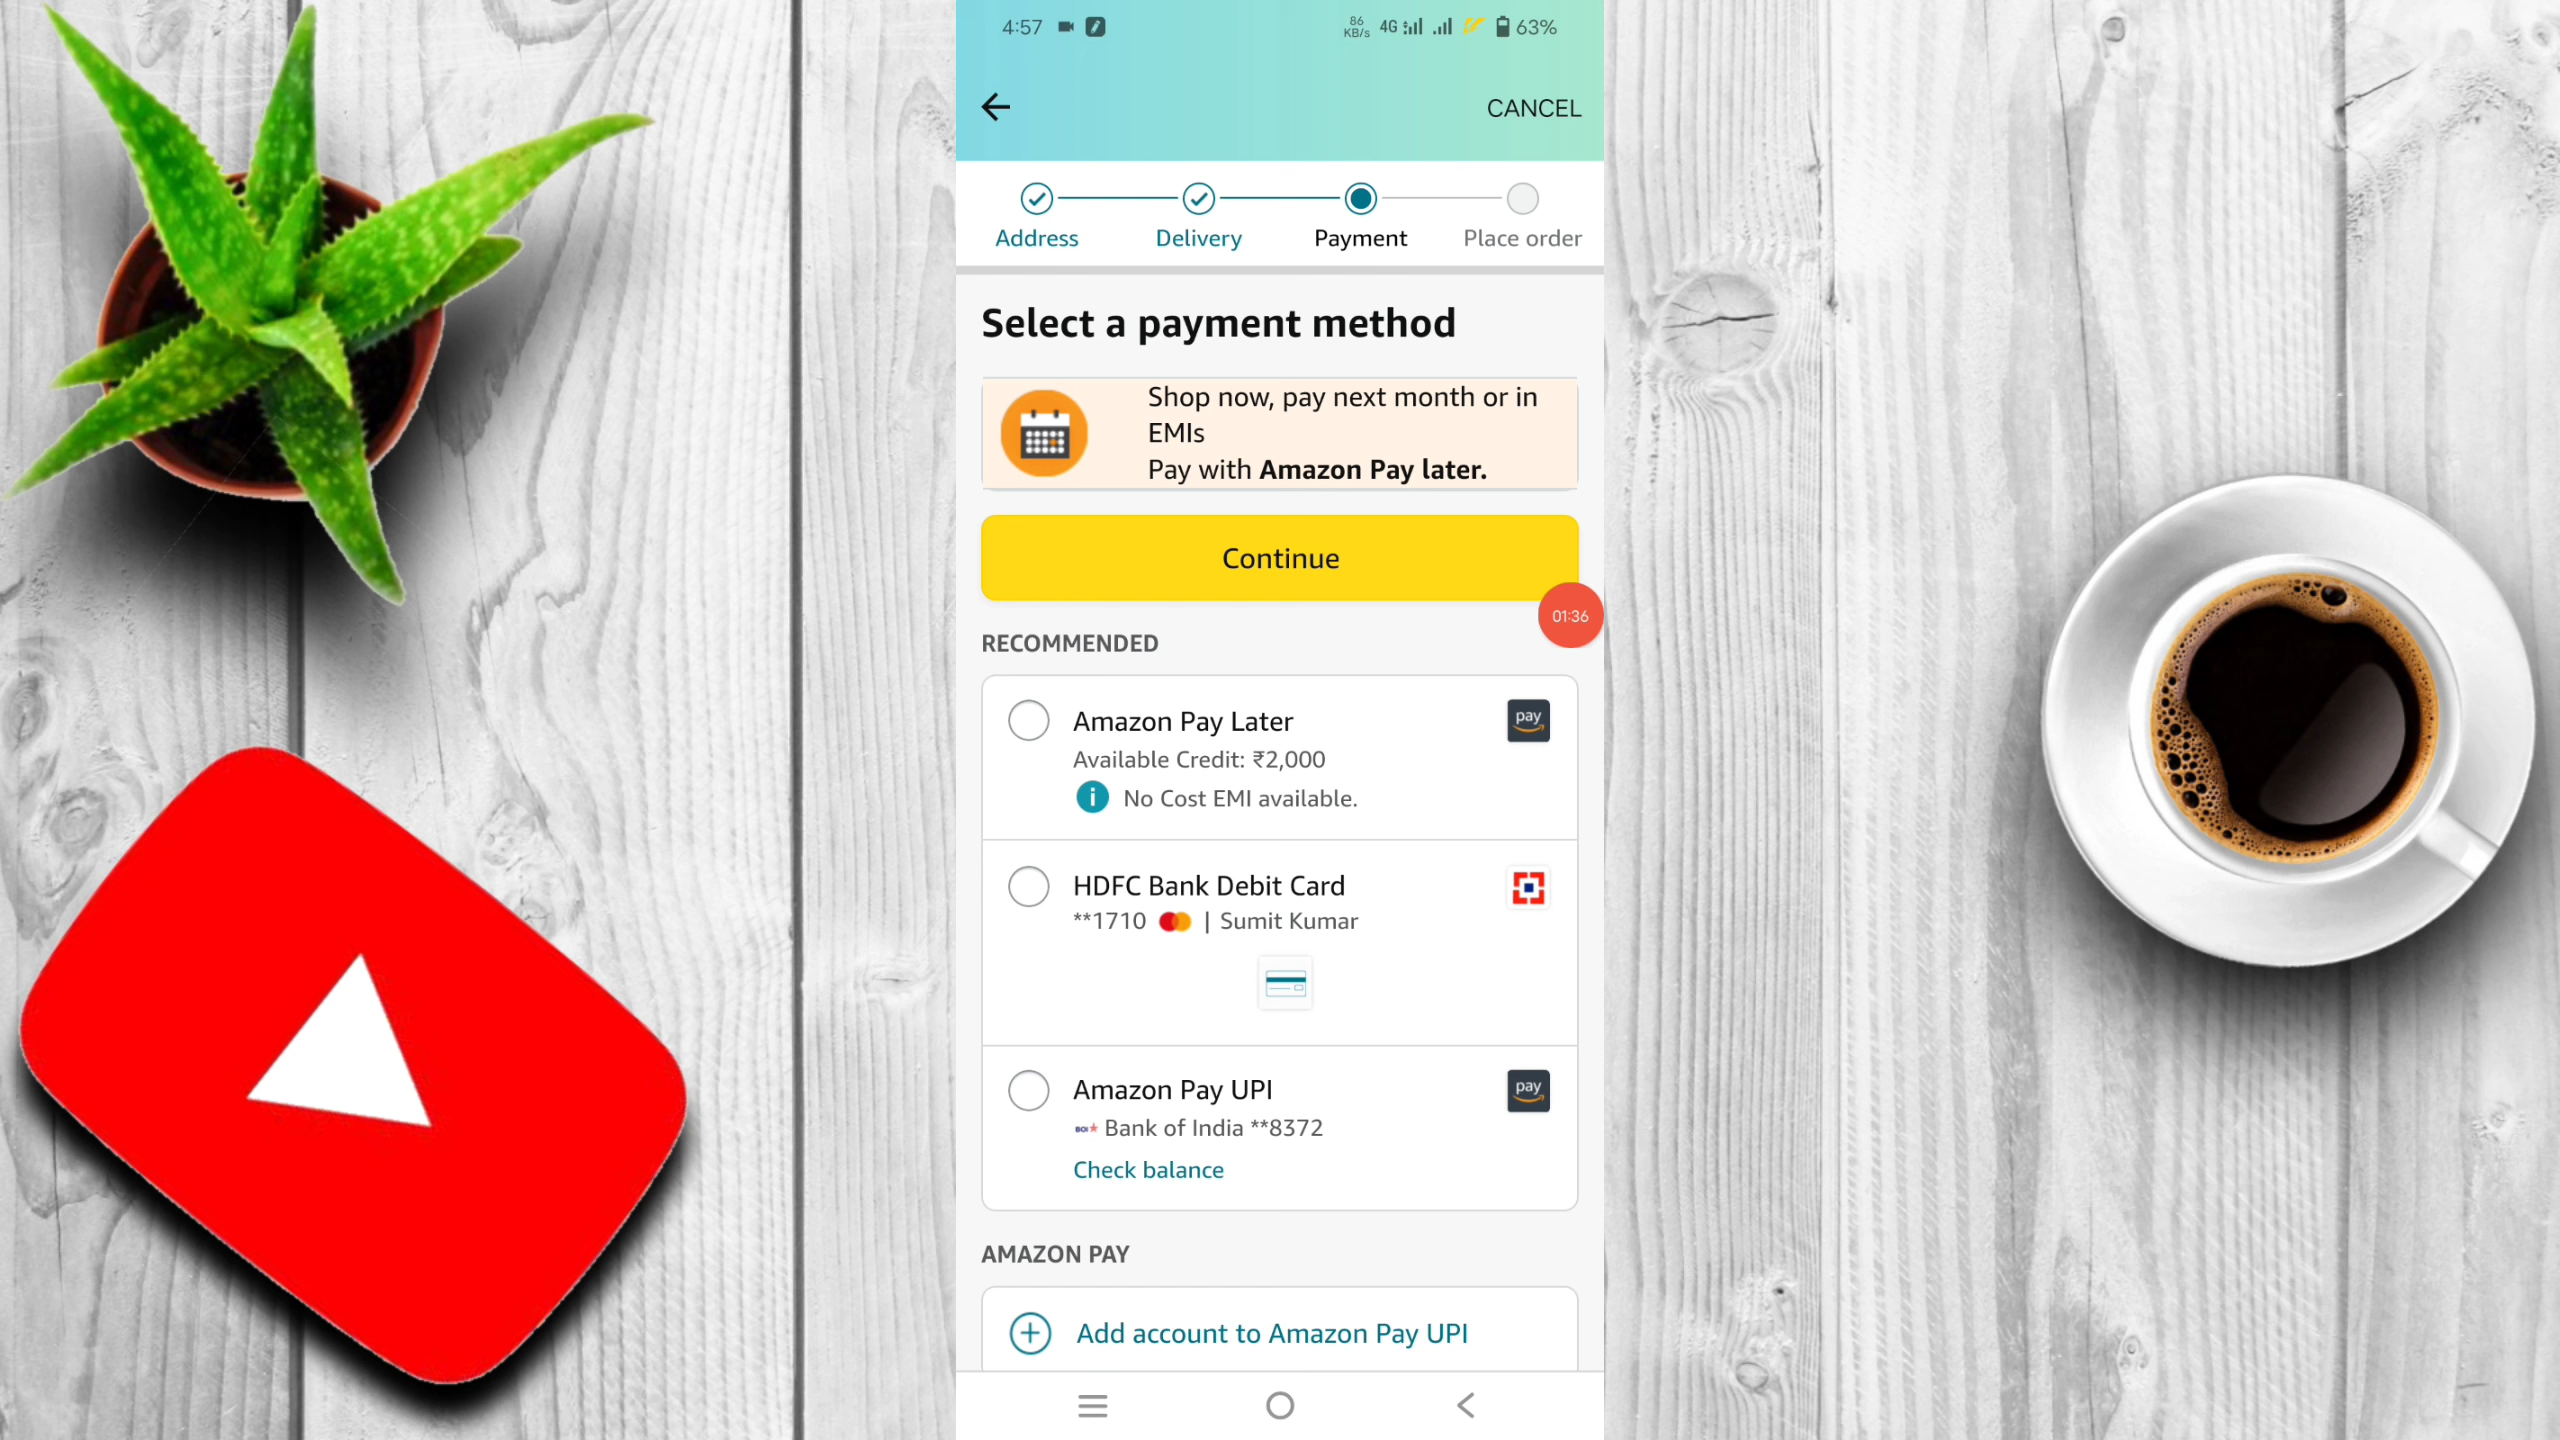 4:57 86 KB/s 4G 63%
CANCEL
Address Delivery Payment Place order
Select a payment method
Shop now, pay next month or in
EMIs
Pay with Amazon Pay later.
Continue
01:36
RECOMMENDED
Amazon Pay Later pay
Available Credit: ₹2,000
i No Cost EMI available.
HDFC Bank Debit Card
**1710 | Sumit Kumar
Amazon Pay UPI pay
BOI Bank of India **8372
Check balance
AMAZON PAY
Add account to Amazon Pay UPI